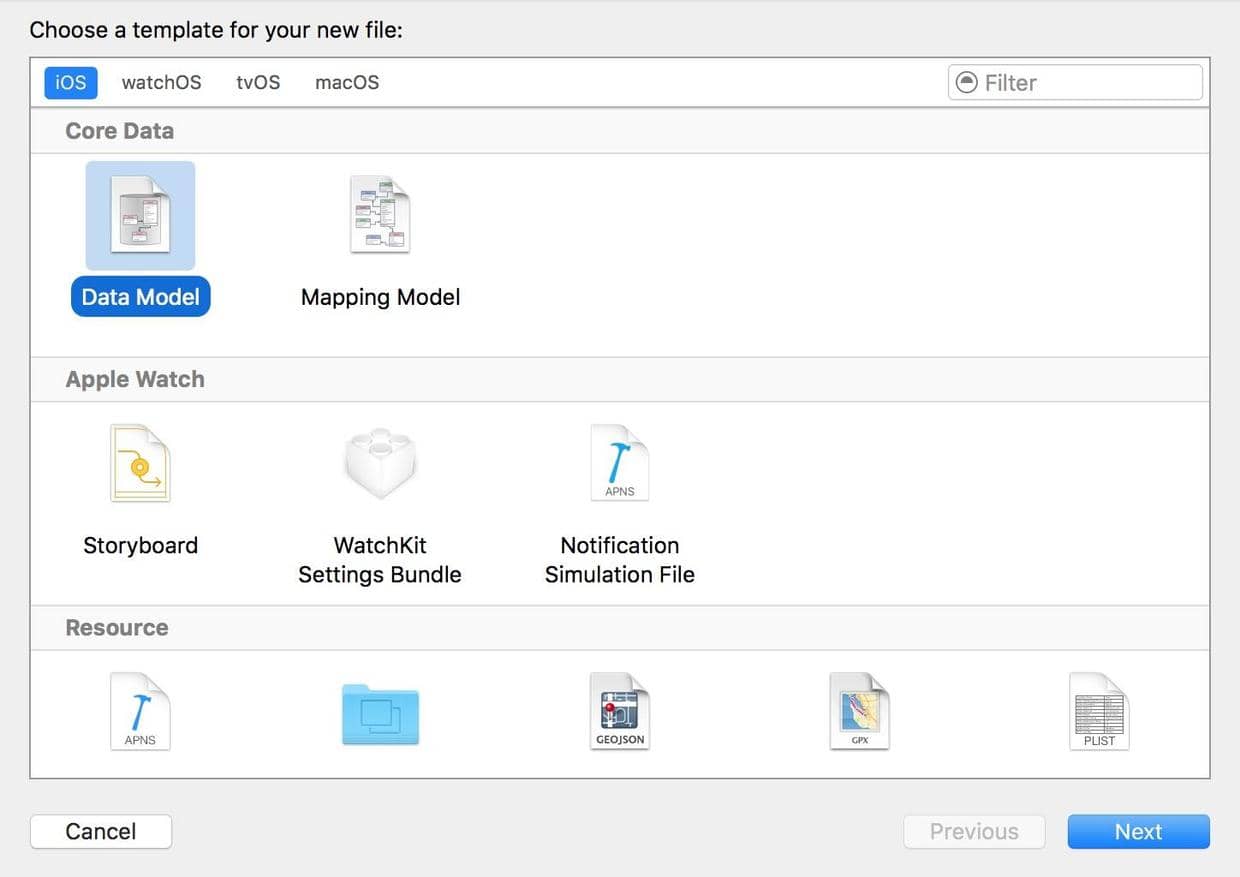 Choose a template for your new file:
iOS watchOS tvOS macOS Filter
Core Data
Data Model Mapping Model
Apple Watch
APNS
Storyboard WatchKit Notification
Settings Bundle Simulation File
Resource
APNS GEOJSON GPX PLIST
Cancel Previous Next